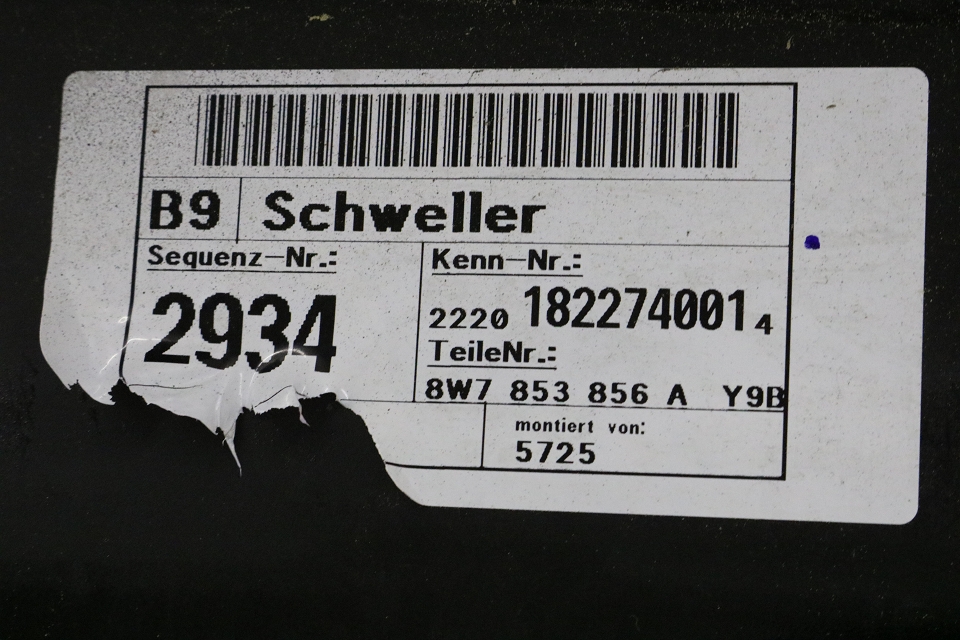 B9 Schweller
Sequenz-Nr.: Kenn-Nr.:
2934 2220 182274001 4
TeileNr.:
8W7 853 856 A Y9B
montiert von:
5725